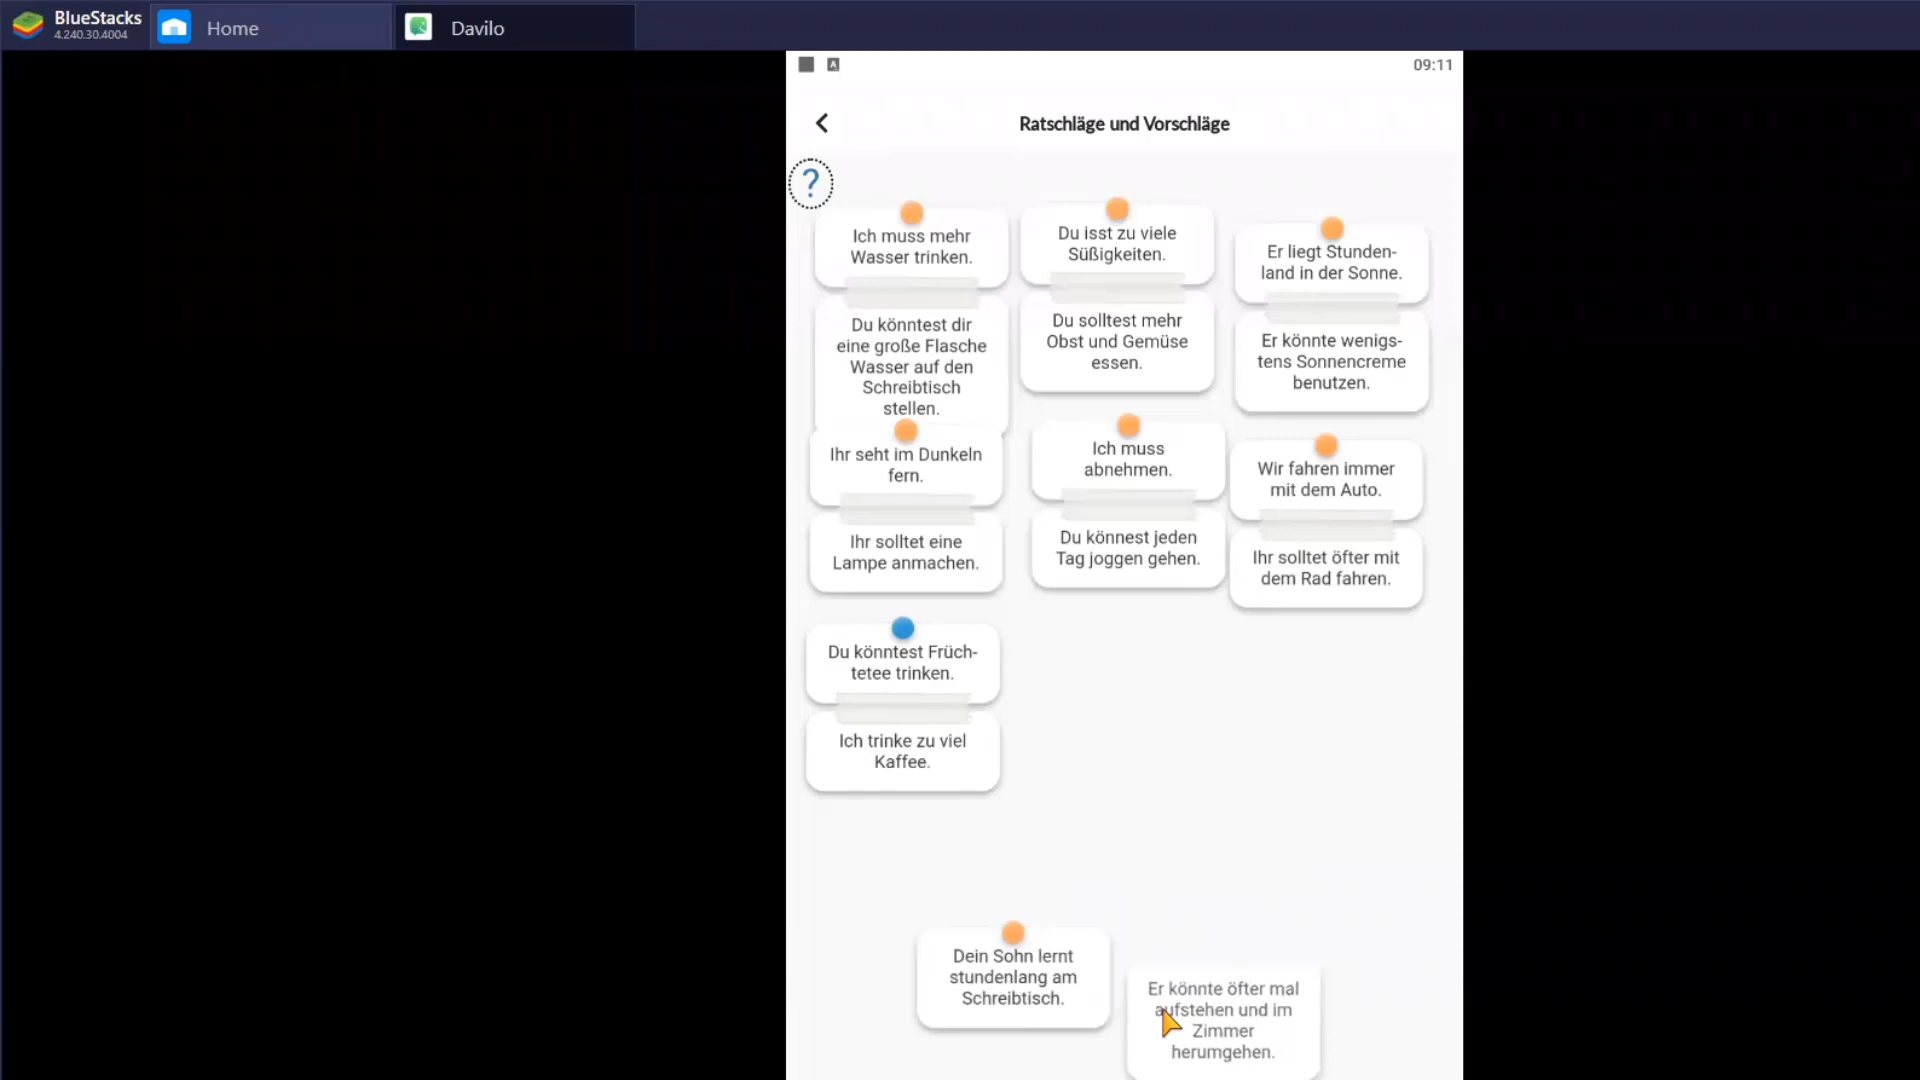 BlueStacks
4.240.30.4004
Home
Davilo
A
09:11
Ratschläge und Vorschläge
?
Ich muss mehr
Wasser trinken.
Du könntest dir
eine große Flasche
Wasser auf den
Schreibtisch
stellen.
Du isst zu viele
Süßigkeiten.
Du solltest mehr
Obst und Gemüse
essen.
Er liegt Stunden-
land in der Sonne.
Er könnte wenigs-
tens Sonnencreme
benutzen.
Ihr seht im Dunkeln
fern.
Ihr solltet eine
Lampe anmachen.
Ich muss
abnehmen.
Du könnest jeden
Tag joggen gehen.
Wir fahren immer
mit dem Auto.
Ihr solltet öfter mit
dem Rad fahren.
Du könntest Früch-
tetee trinken.
Ich trinke zu viel
Kaffee.
Dein Sohn lernt
stundenlang am
Schreibtisch.
Er könnte öfter mal
aufstehen und im
Zimmer
herumgehen.